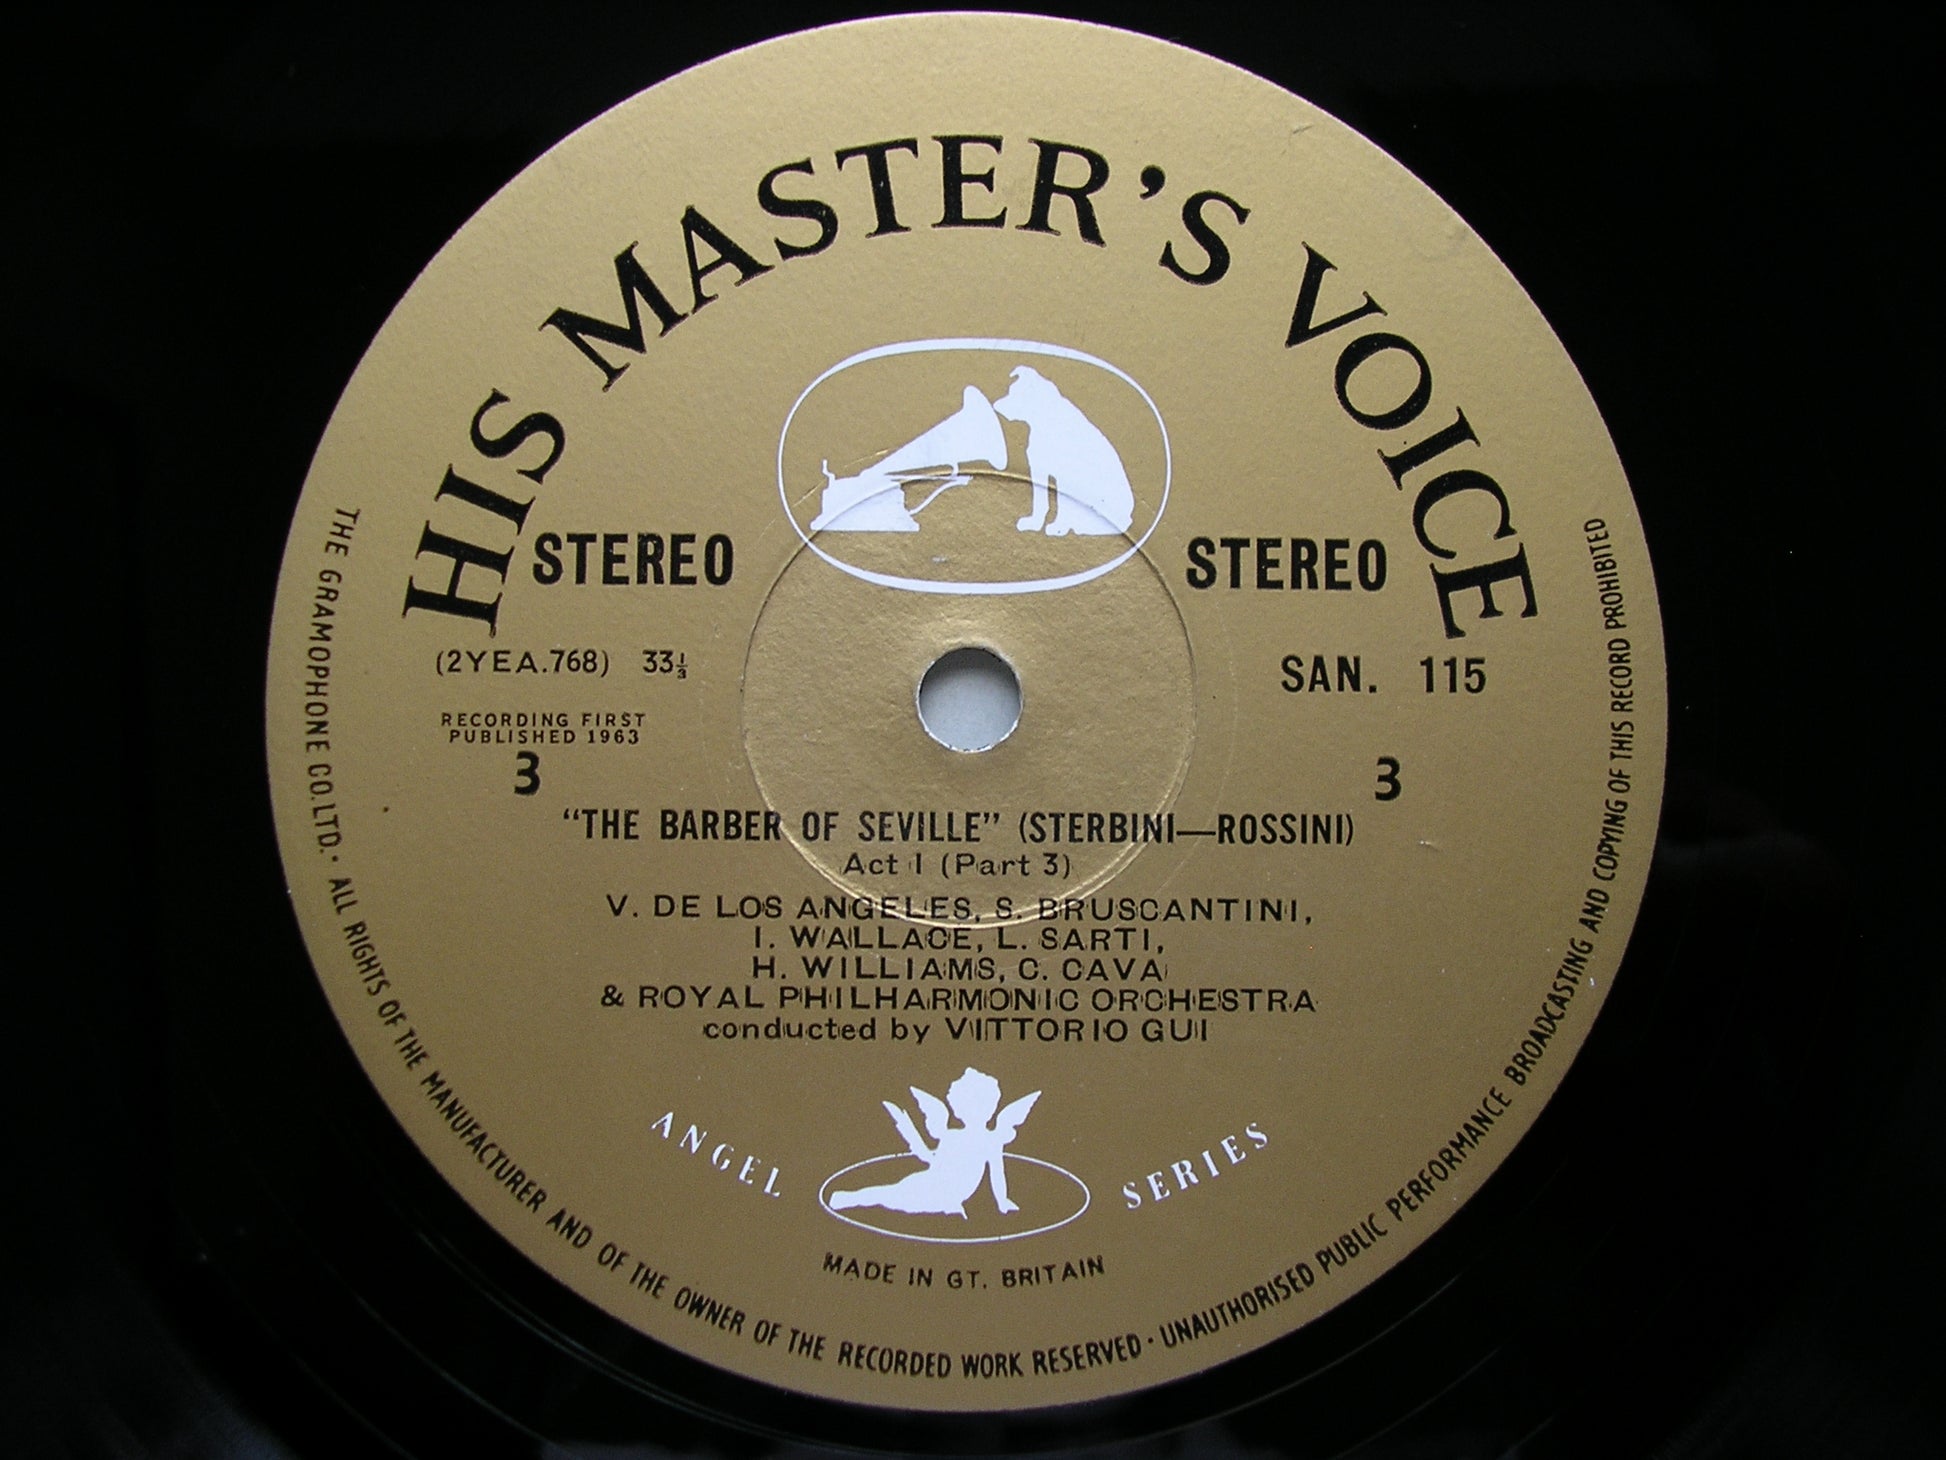 HIS MASTER'S VOICE
STEREO STEREO
(2YEA.768) 33⅓ SAN. 115
RECORDING FIRST
PUBLISHED 1963
3 3
"THE BARBER OF SEVILLE" (STERBINI—ROSSINI)
Act I (Part 3)
V. DE LOS ANGELES, S. BRUSCANTINI,
I. WALLACE, L. SARTI,
H. WILLIAMS, C. CAVA
& ROYAL PHILHARMONIC ORCHESTRA
conducted by VITTORIO GUI
ANGEL SERIES
MADE IN GT. BRITAIN
THE GRAMOPHONE CO. LTD. · ALL RIGHTS OF THE MANUFACTURER AND OF THE OWNER OF THE RECORDED WORK RESERVED · UNAUTHORISED PUBLIC PERFORMANCE BROADCASTING AND COPYING OF THIS RECORD PROHIBITED